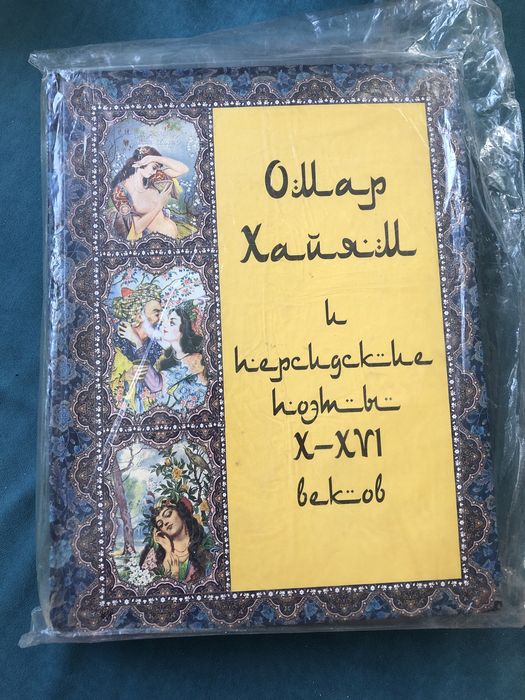 Омар
Хайям
и
персидские
поэты
X–XVI
веков